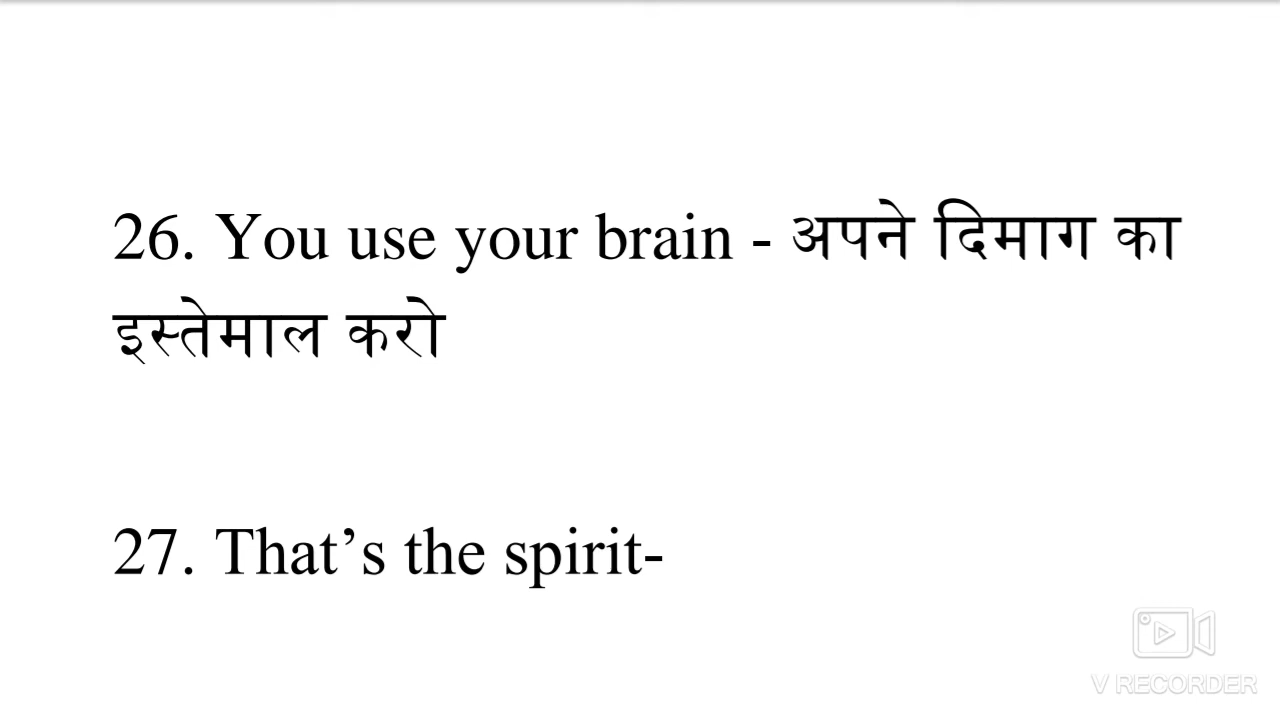 26. You use your brain - अपने दिमाग का
इस्तेमाल करो
27. That’s the spirit-
V RECORDER